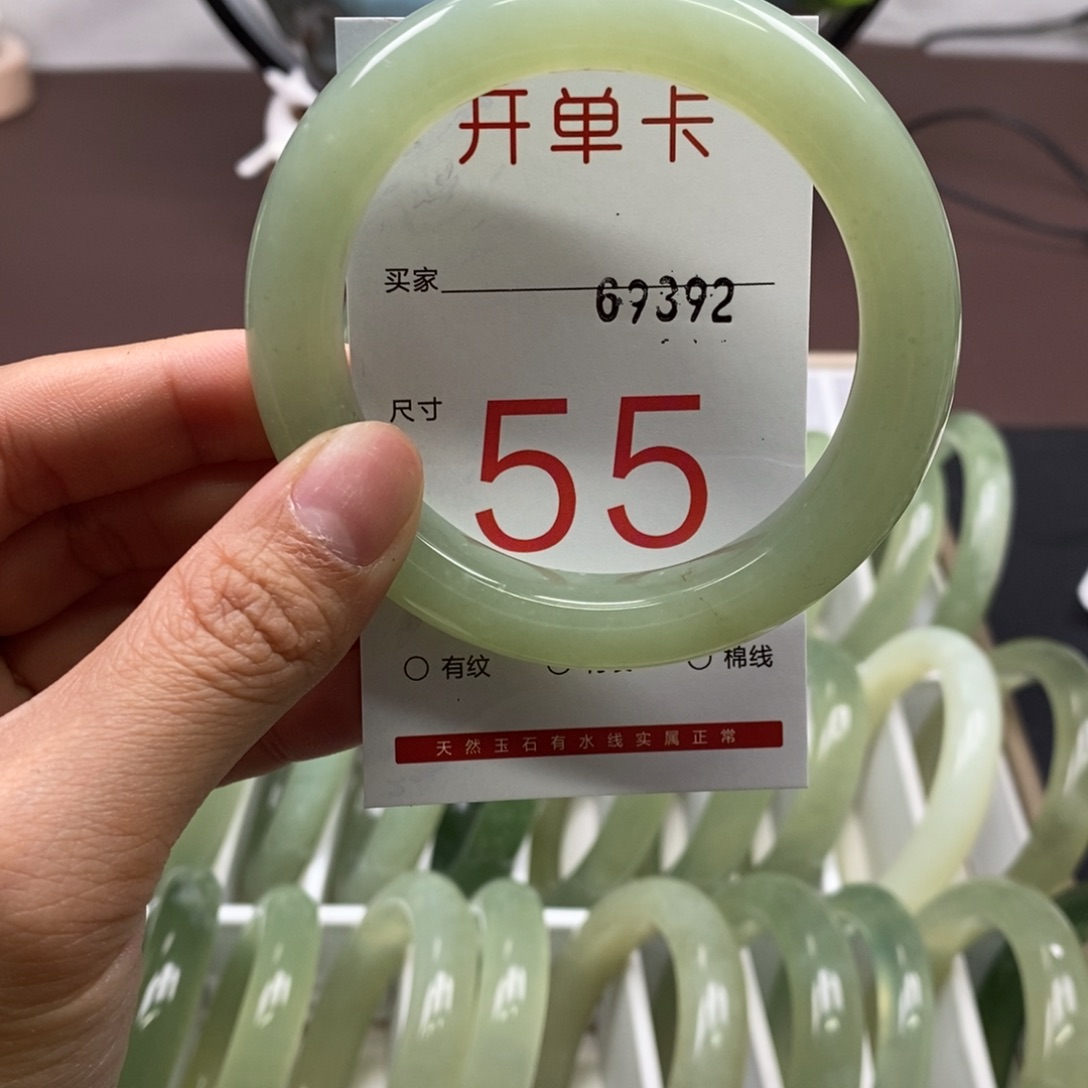 开单卡
买家 69392
尺寸 55
○ 有纹 ○ ○ 棉线
天然玉石有水线实属正常